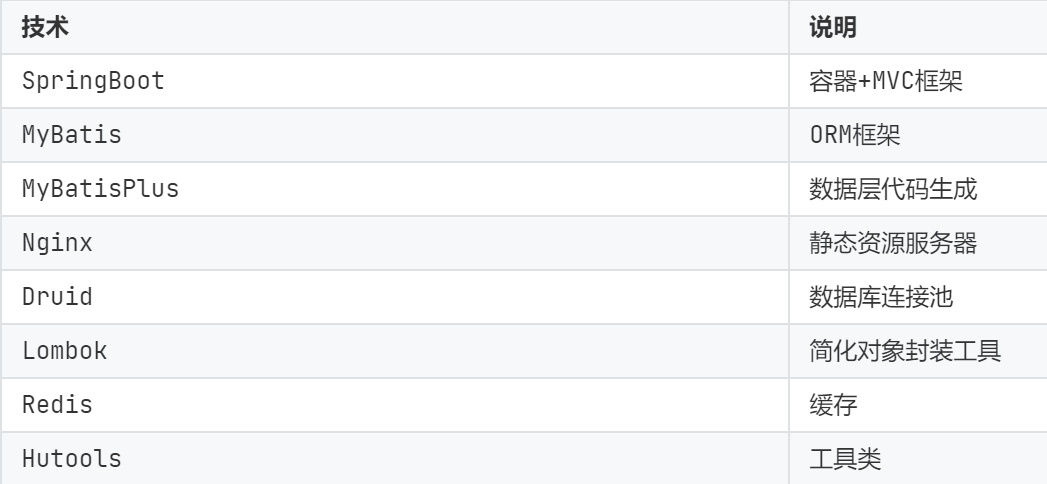 技术 说明
SpringBoot 容器+MVC框架
MyBatis ORM框架
MyBatisPlus 数据层代码生成
Nginx 静态资源服务器
Druid 数据库连接池
Lombok 简化对象封装工具
Redis 缓存
Hutools 工具类